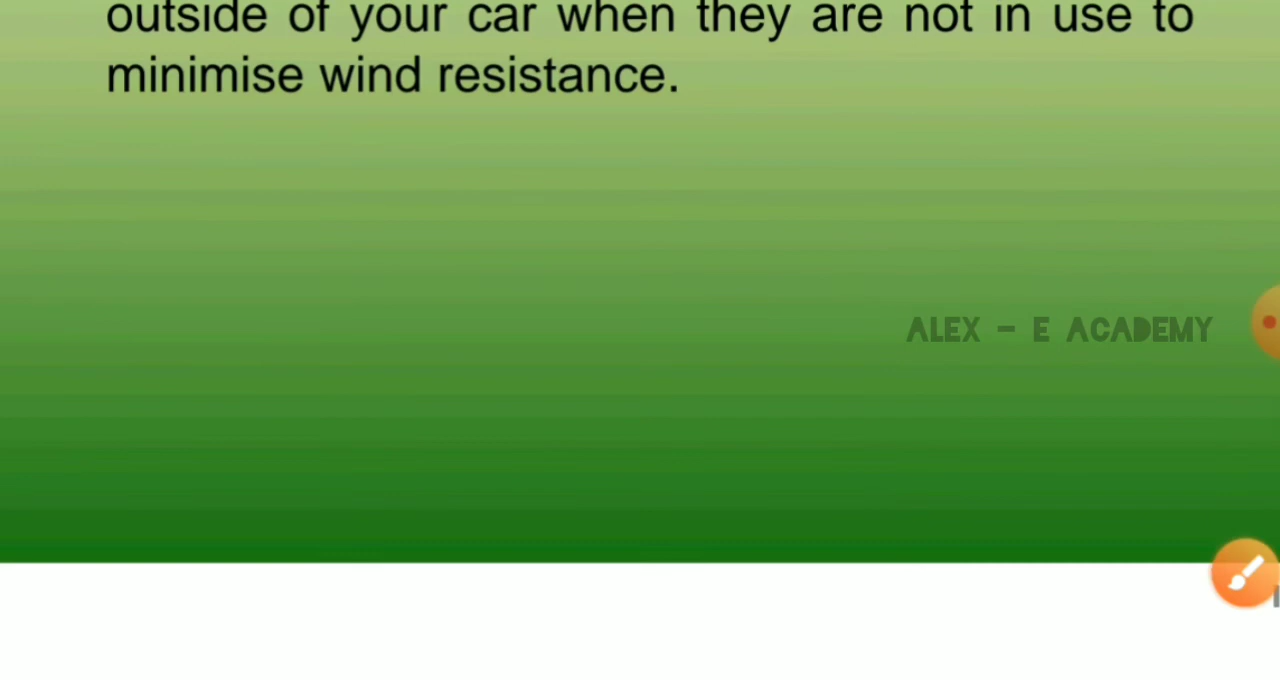 outside of your car when they are not in use to
minimise wind resistance.
ALEX - E ACADEMY